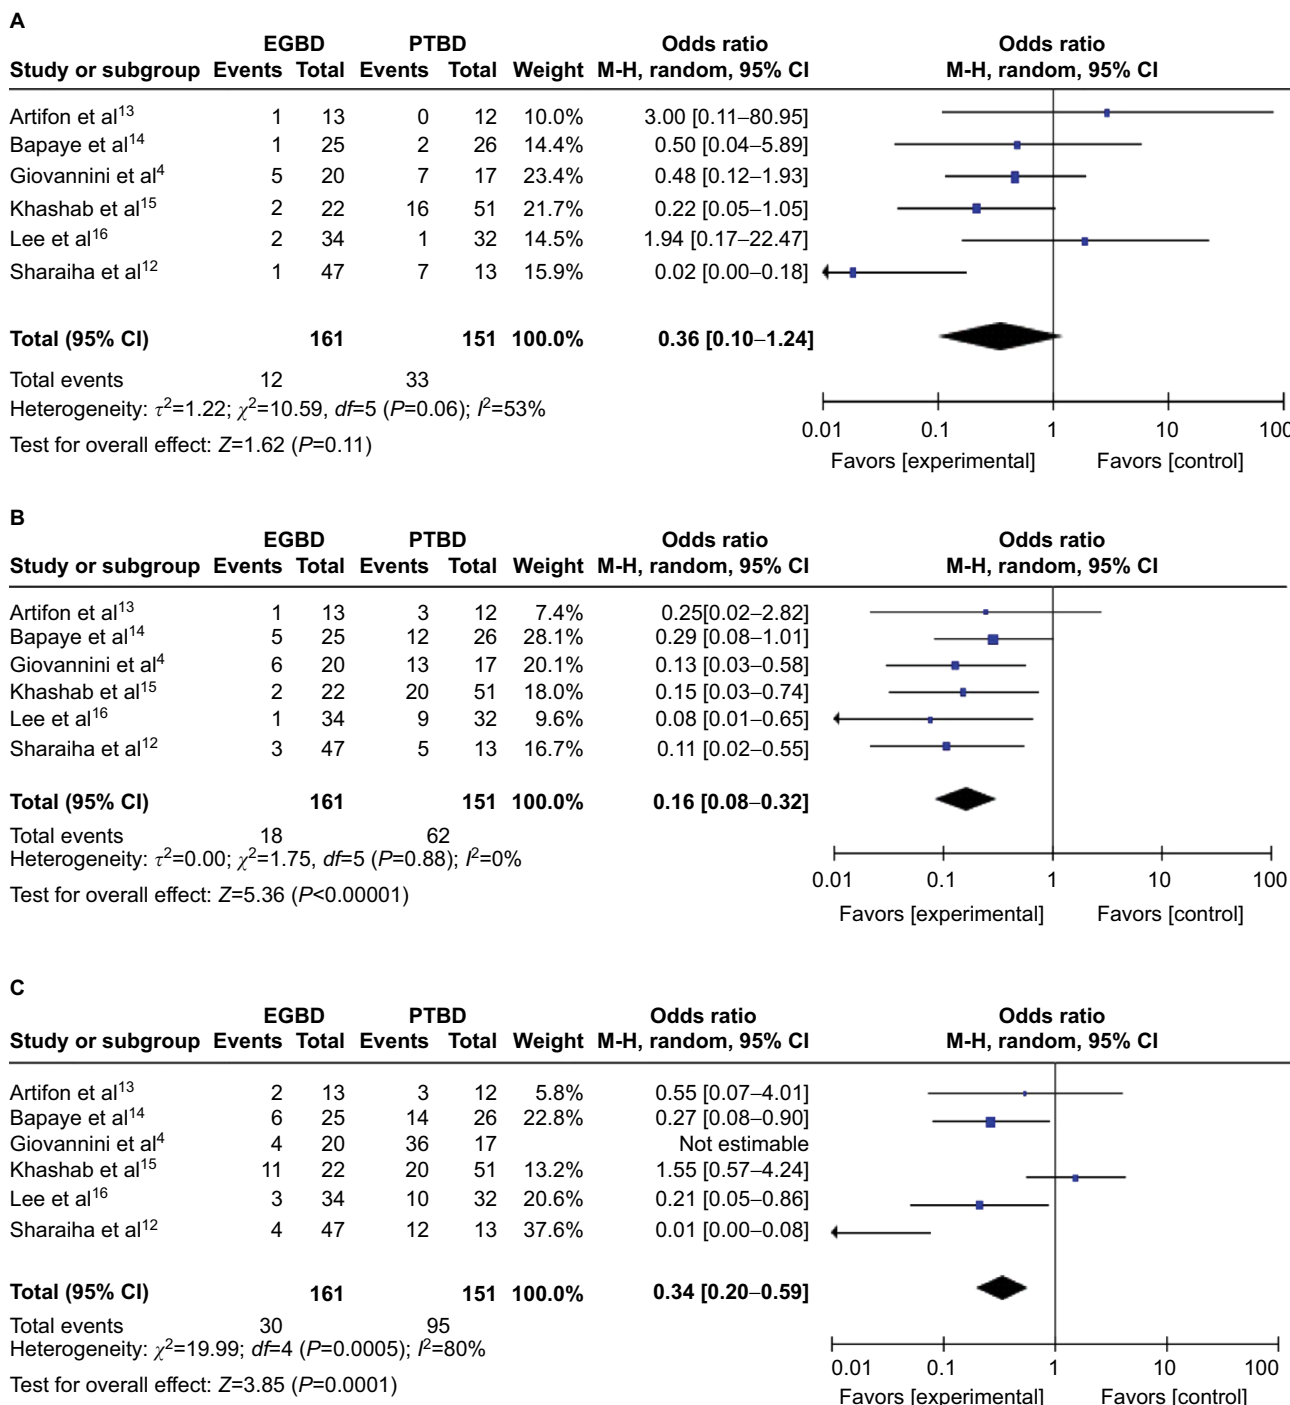 A
EGBD PTBD Odds ratio Odds ratio
Study or subgroup Events Total Events Total Weight M-H, random, 95% CI M-H, random, 95% CI
Artifon et al13 1 13 0 12 10.0% 3.00 [0.11–80.95]
Bapaye et al14 1 25 2 26 14.4% 0.50 [0.04–5.89]
Giovannini et al4 5 20 7 17 23.4% 0.48 [0.12–1.93]
Khashab et al15 2 22 16 51 21.7% 0.22 [0.05–1.05]
Lee et al16 2 34 1 32 14.5% 1.94 [0.17–22.47]
Sharaiha et al12 1 47 7 13 15.9% 0.02 [0.00–0.18]
Total (95% CI) 161 151 100.0% 0.36 [0.10–1.24]
Total events 12 33
Heterogeneity: τ2=1.22; χ2=10.59, df=5 (P=0.06); I2=53%
Test for overall effect: Z=1.62 (P=0.11)
0.01 0.1 1 10 100
Favors [experimental] Favors [control]
B
EGBD PTBD Odds ratio Odds ratio
Study or subgroup Events Total Events Total Weight M-H, random, 95% CI M-H, random, 95% CI
Artifon et al13 1 13 3 12 7.4% 0.25[0.02–2.82]
Bapaye et al14 5 25 12 26 28.1% 0.29 [0.08–1.01]
Giovannini et al4 6 20 13 17 20.1% 0.13 [0.03–0.58]
Khashab et al15 2 22 20 51 18.0% 0.15 [0.03–0.74]
Lee et al16 1 34 9 32 9.6% 0.08 [0.01–0.65]
Sharaiha et al12 3 47 5 13 16.7% 0.11 [0.02–0.55]
Total (95% CI) 161 151 100.0% 0.16 [0.08–0.32]
Total events 18 62
Heterogeneity: τ2=0.00; χ2=1.75, df=5 (P=0.88); I2=0%
Test for overall effect: Z=5.36 (P<0.00001)
0.01 0.1 1 10 100
Favors [experimental] Favors [control]
C
EGBD PTBD Odds ratio Odds ratio
Study or subgroup Events Total Events Total Weight M-H, random, 95% CI M-H, random, 95% CI
Artifon et al13 2 13 3 12 5.8% 0.55 [0.07–4.01]
Bapaye et al14 6 25 14 26 22.8% 0.27 [0.08–0.90]
Giovannini et al4 4 20 36 17 Not estimable
Khashab et al15 11 22 20 51 13.2% 1.55 [0.57–4.24]
Lee et al16 3 34 10 32 20.6% 0.21 [0.05–0.86]
Sharaiha et al12 4 47 12 13 37.6% 0.01 [0.00–0.08]
Total (95% CI) 161 151 100.0% 0.34 [0.20–0.59]
Total events 30 95
Heterogeneity: χ2=19.99; df=4 (P=0.0005); I2=80%
Test for overall effect: Z=3.85 (P=0.0001)
0.01 0.1 1 10 100
Favors [experimental] Favors [control]